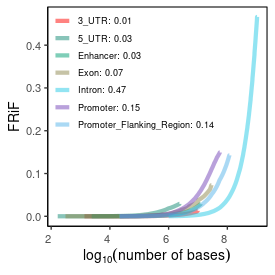 3_UTR: 0.01
5_UTR: 0.03
Enhancer: 0.03
Exon: 0.07
Intron: 0.47
Promoter: 0.15
Promoter_Flanking_Region: 0.14
FRiF
0.4
0.3
0.2
0.1
0.0
2 4 6 8
log10(number of bases)